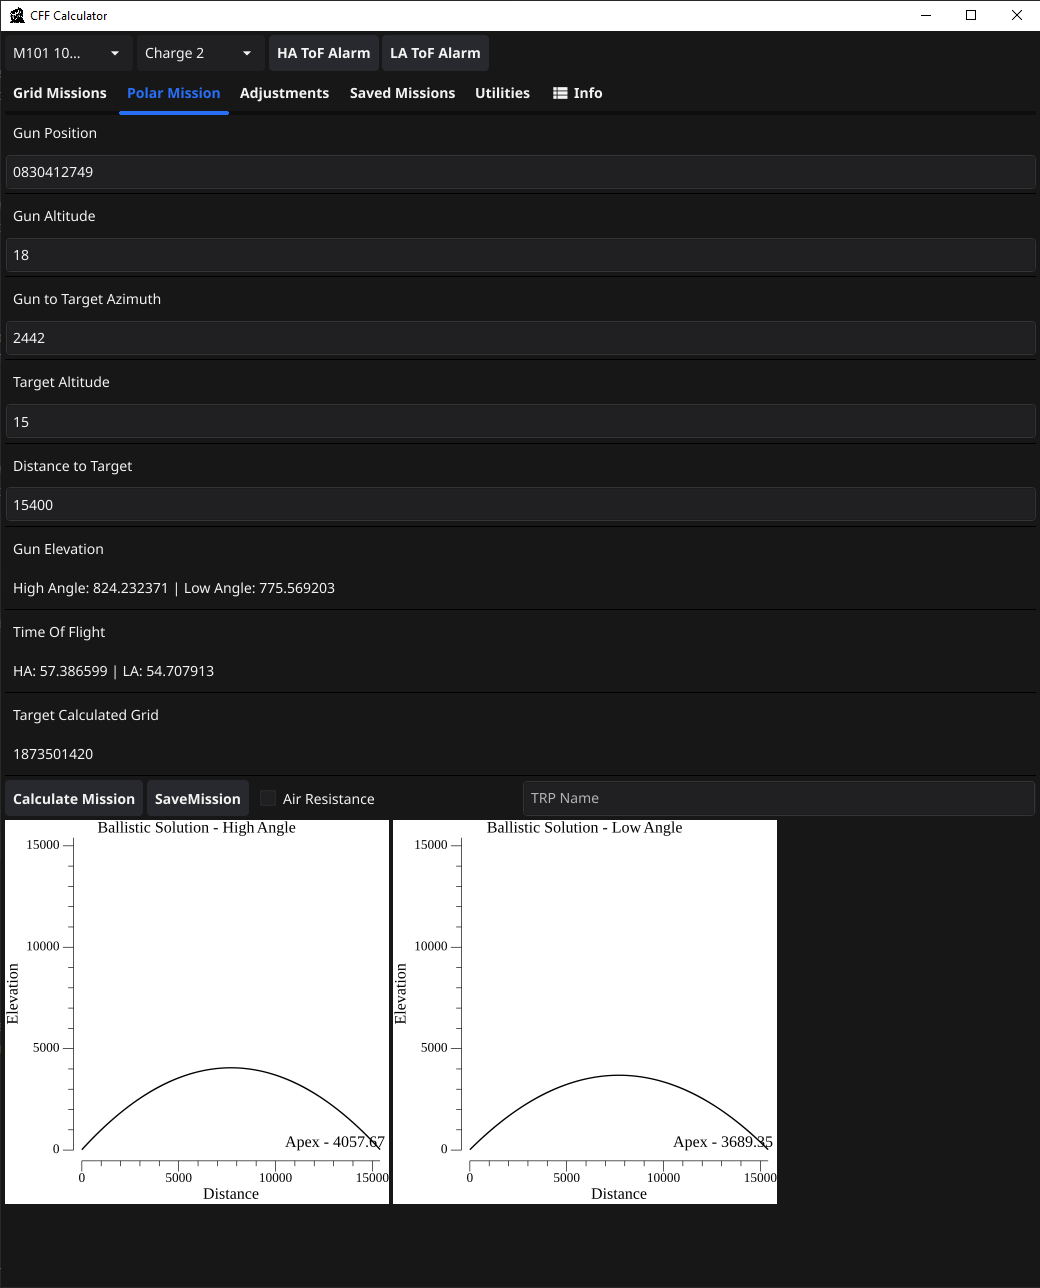 CFF Calculator
M101 10... Charge 2 HA ToF Alarm LA ToF Alarm
Grid Missions Polar Mission Adjustments Saved Missions Utilities Info
Gun Position
0830412749
Gun Altitude
18
Gun to Target Azimuth
2442
Target Altitude
15
Distance to Target
15400
Gun Elevation
High Angle: 824.232371 | Low Angle: 775.569203
Time Of Flight
HA: 57.386599 | LA: 54.707913
Target Calculated Grid
1873501420
Calculate Mission SaveMission Air Resistance TRP Name
Ballistic Solution - High Angle
15000
10000
5000
0
Elevation
Apex - 4057.67
0 5000 10000 15000
Distance
Ballistic Solution - Low Angle
15000
10000
5000
0
Elevation
Apex - 3689.35
0 5000 10000 15000
Distance